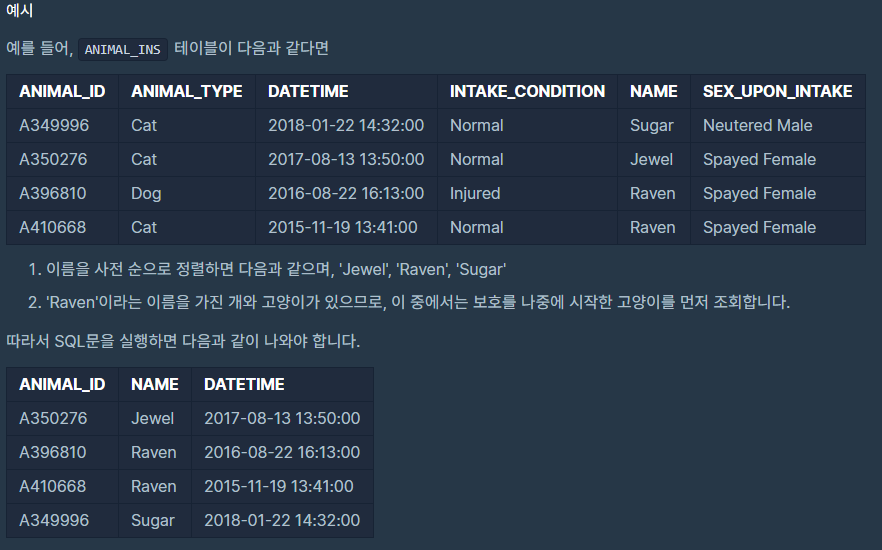 예시
예를 들어, ANIMAL_INS 테이블이 다음과 같다면
ANIMAL_ID ANIMAL_TYPE DATETIME INTAKE_CONDITION NAME SEX_UPON_INTAKE
A349996 Cat 2018-01-22 14:32:00 Normal Sugar Neutered Male
A350276 Cat 2017-08-13 13:50:00 Normal Jewel Spayed Female
A396810 Dog 2016-08-22 16:13:00 Injured Raven Spayed Female
A410668 Cat 2015-11-19 13:41:00 Normal Raven Spayed Female
1. 이름을 사전 순으로 정렬하면 다음과 같으며, 'Jewel', 'Raven', 'Sugar'
2. 'Raven'이라는 이름을 가진 개와 고양이가 있으므로, 이 중에서는 보호를 나중에 시작한 고양이를 먼저 조회합니다.
따라서 SQL문을 실행하면 다음과 같이 나와야 합니다.
ANIMAL_ID NAME DATETIME
A350276 Jewel 2017-08-13 13:50:00
A396810 Raven 2016-08-22 16:13:00
A410668 Raven 2015-11-19 13:41:00
A349996 Sugar 2018-01-22 14:32:00